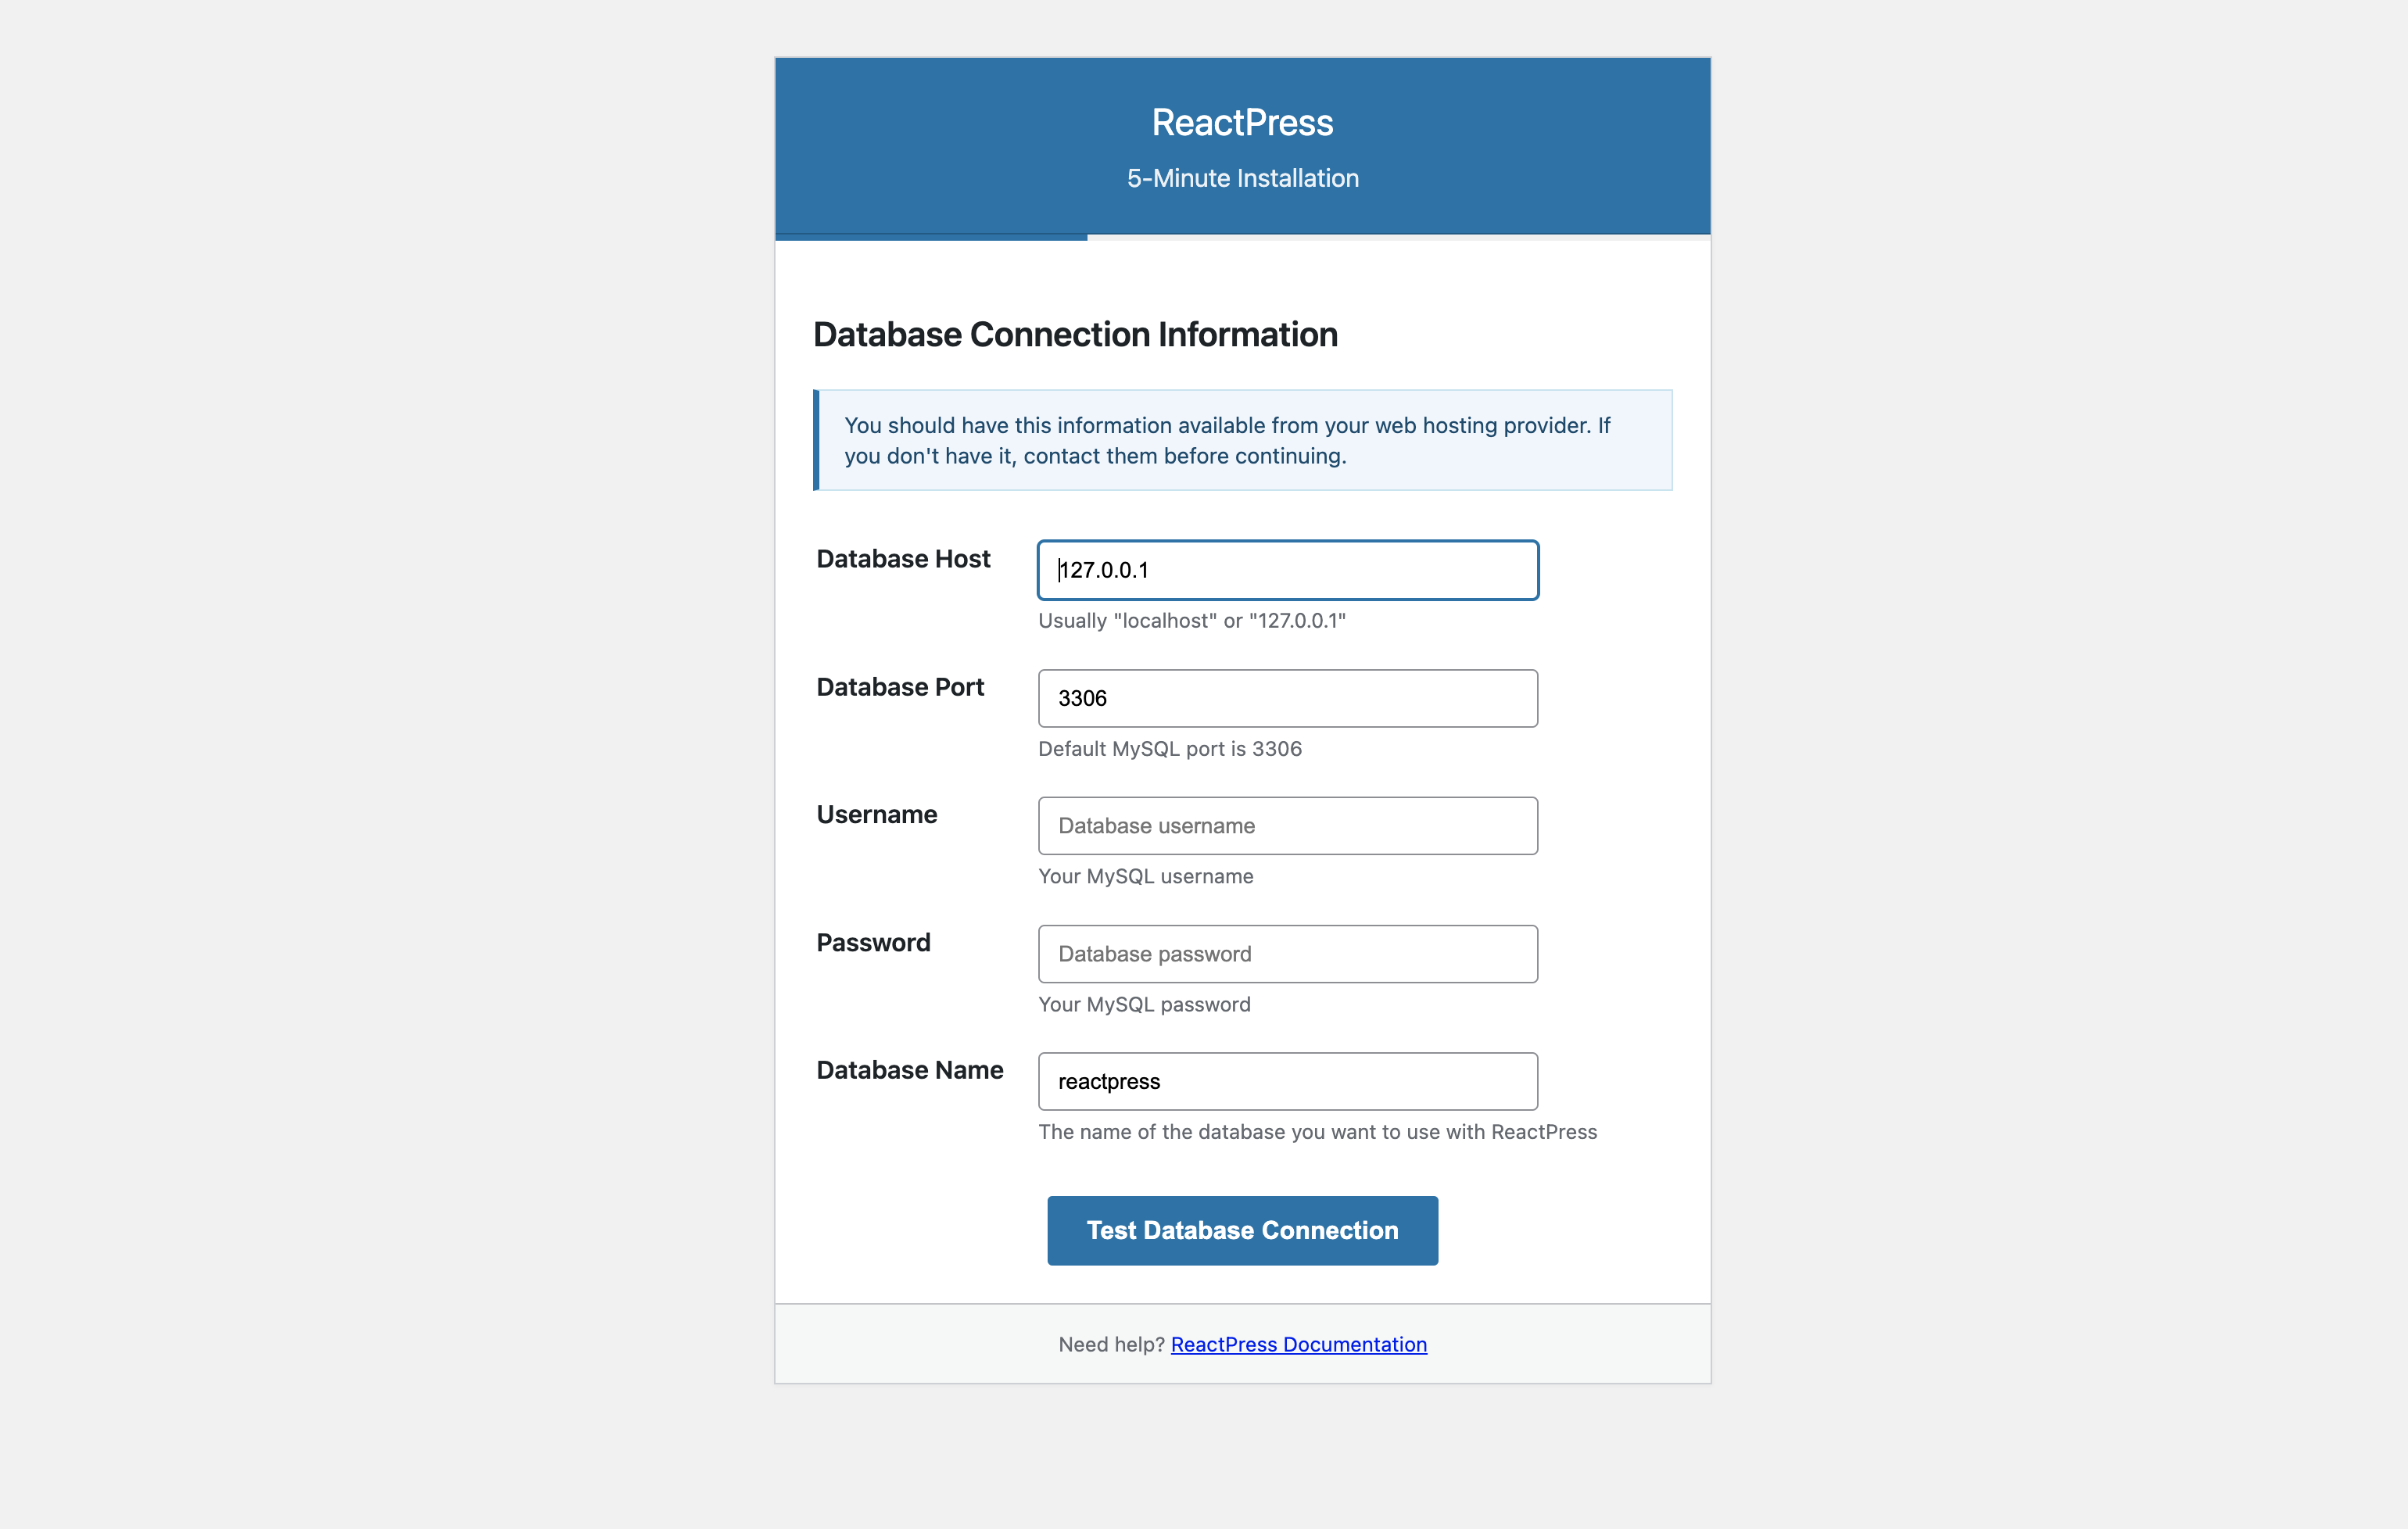 ReactPress
5-Minute Installation
Database Connection Information
You should have this information available from your web hosting provider. If
you don't have it, contact them before continuing.
Database Host
127.0.0.1
Usually "localhost" or "127.0.0.1"
Database Port
3306
Default MySQL port is 3306
Username
Database username
Your MySQL username
Password
Database password
Your MySQL password
Database Name
reactpress
The name of the database you want to use with ReactPress
Test Database Connection
Need help? ReactPress Documentation